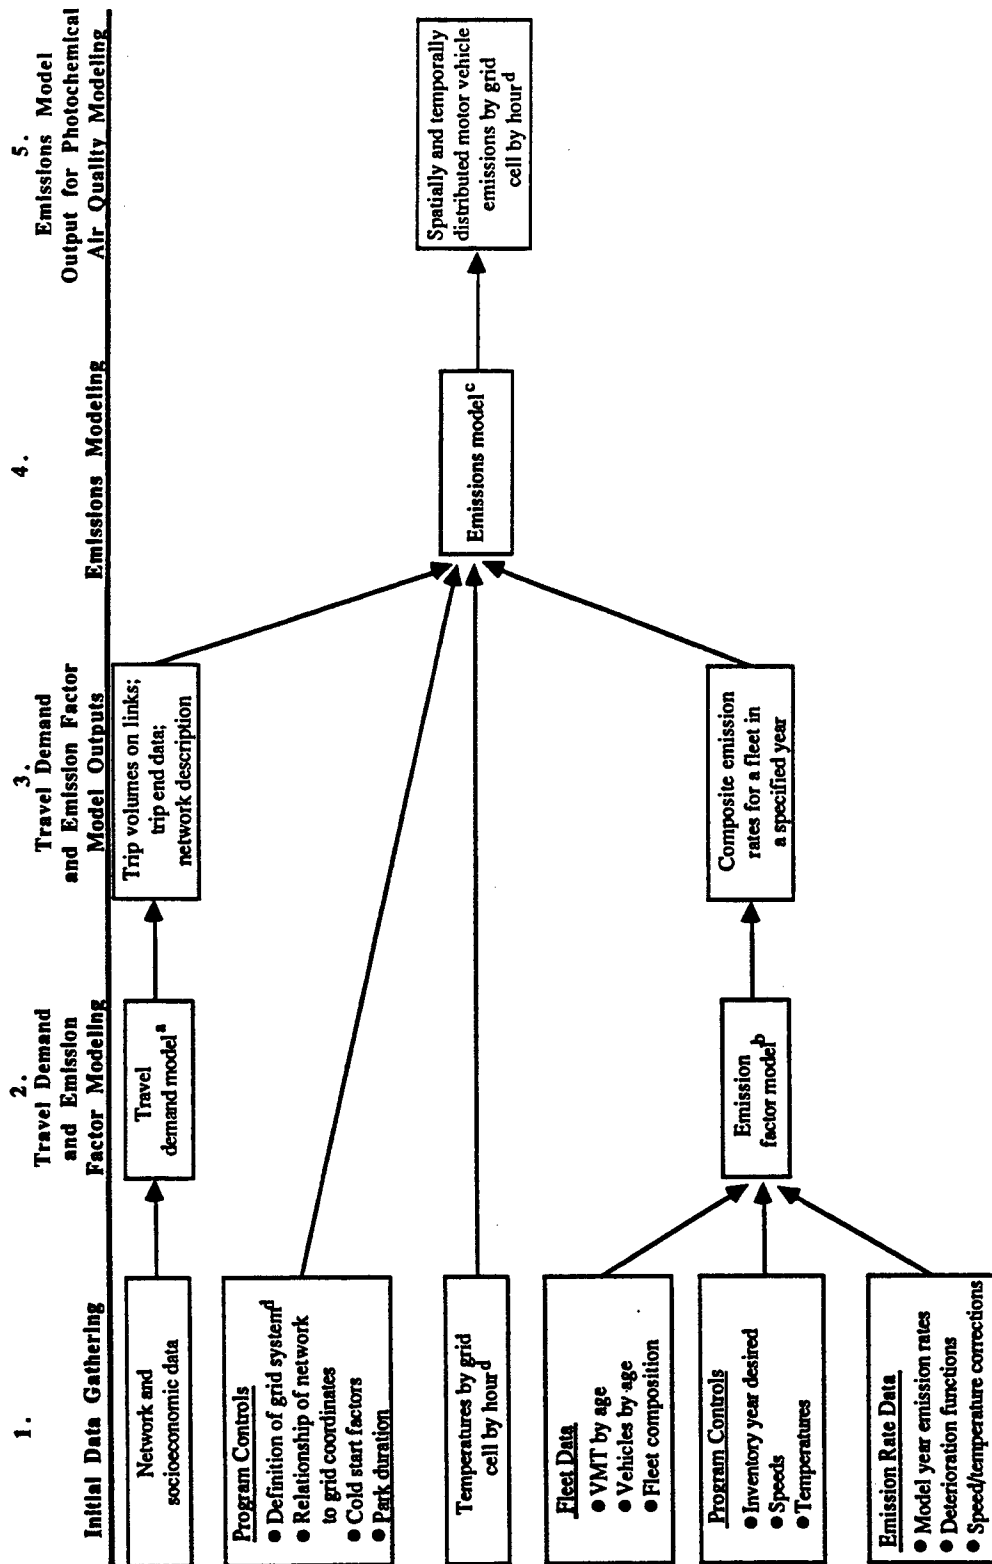 1.
Initial Data Gathering
2.
Travel Demand
and Emission
Factor Modeling
3.
Travel Demand
and Emission Factor
Model Outputs
4.
Emissions Modeling
5.
Emissions Model
Output for Photochemical
Air Quality Modeling
Network and
socioeconomic data
Travel
demand model a
Trip volumes on links;
trip end data;
network description
Program Controls
● Definition of grid system d
● Relationship of network
to grid coordinates
● Cold start factors
● Park duration
Temperatures by grid
cell by hour d
Emissions model c
Spatially and temporally
distributed motor vehicle
emissions by grid
cell by hour d
Fleet Data
● VMT by age
● Vehicles by age
● Fleet composition
Program Controls
● Inventory year desired
● Speeds
● Temperatures
Emission Rate Data
● Model year emission rates
● Deterioration functions
● Speed/temperature corrections
Emission
factor model b
Composite emission
rates for a fleet in
a specified year